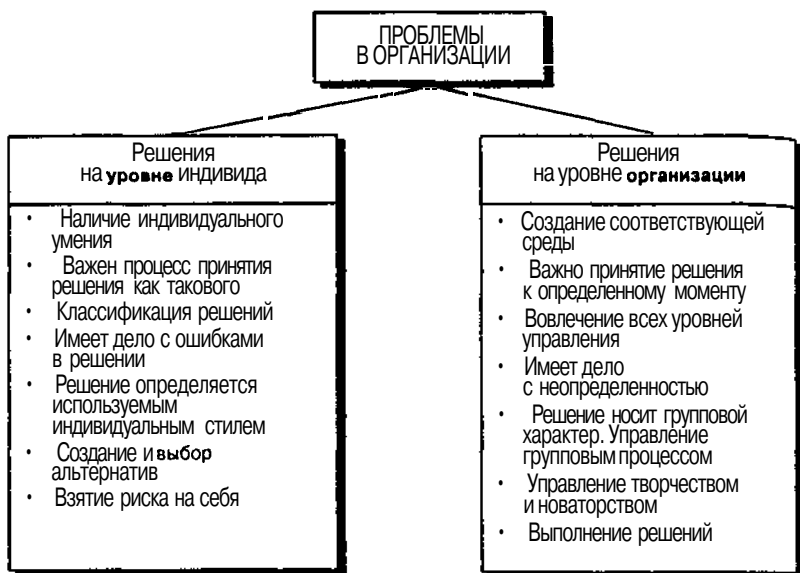 ПРОБЛЕМЫ
В ОРГАНИЗАЦИИ
Решения
на уровне индивида
· Наличие индивидуального
умения
· Важен процесс принятия
решения как такового
· Классификация решений
· Имеет дело с ошибками
в решении
· Решение определяется
используемым
индивидуальным стилем
· Создание и выбор
альтернатив
· Взятие риска на себя
Решения
на уровне организации
· Создание соответствующей
среды
· Важно принятие решения
к определенному моменту
· Вовлечение всех уровней
управления
· Имеет дело
с неопределенностью
· Решение носит групповой
характер. Управление
групповым процессом
· Управление творчеством
и новаторством
· Выполнение решений